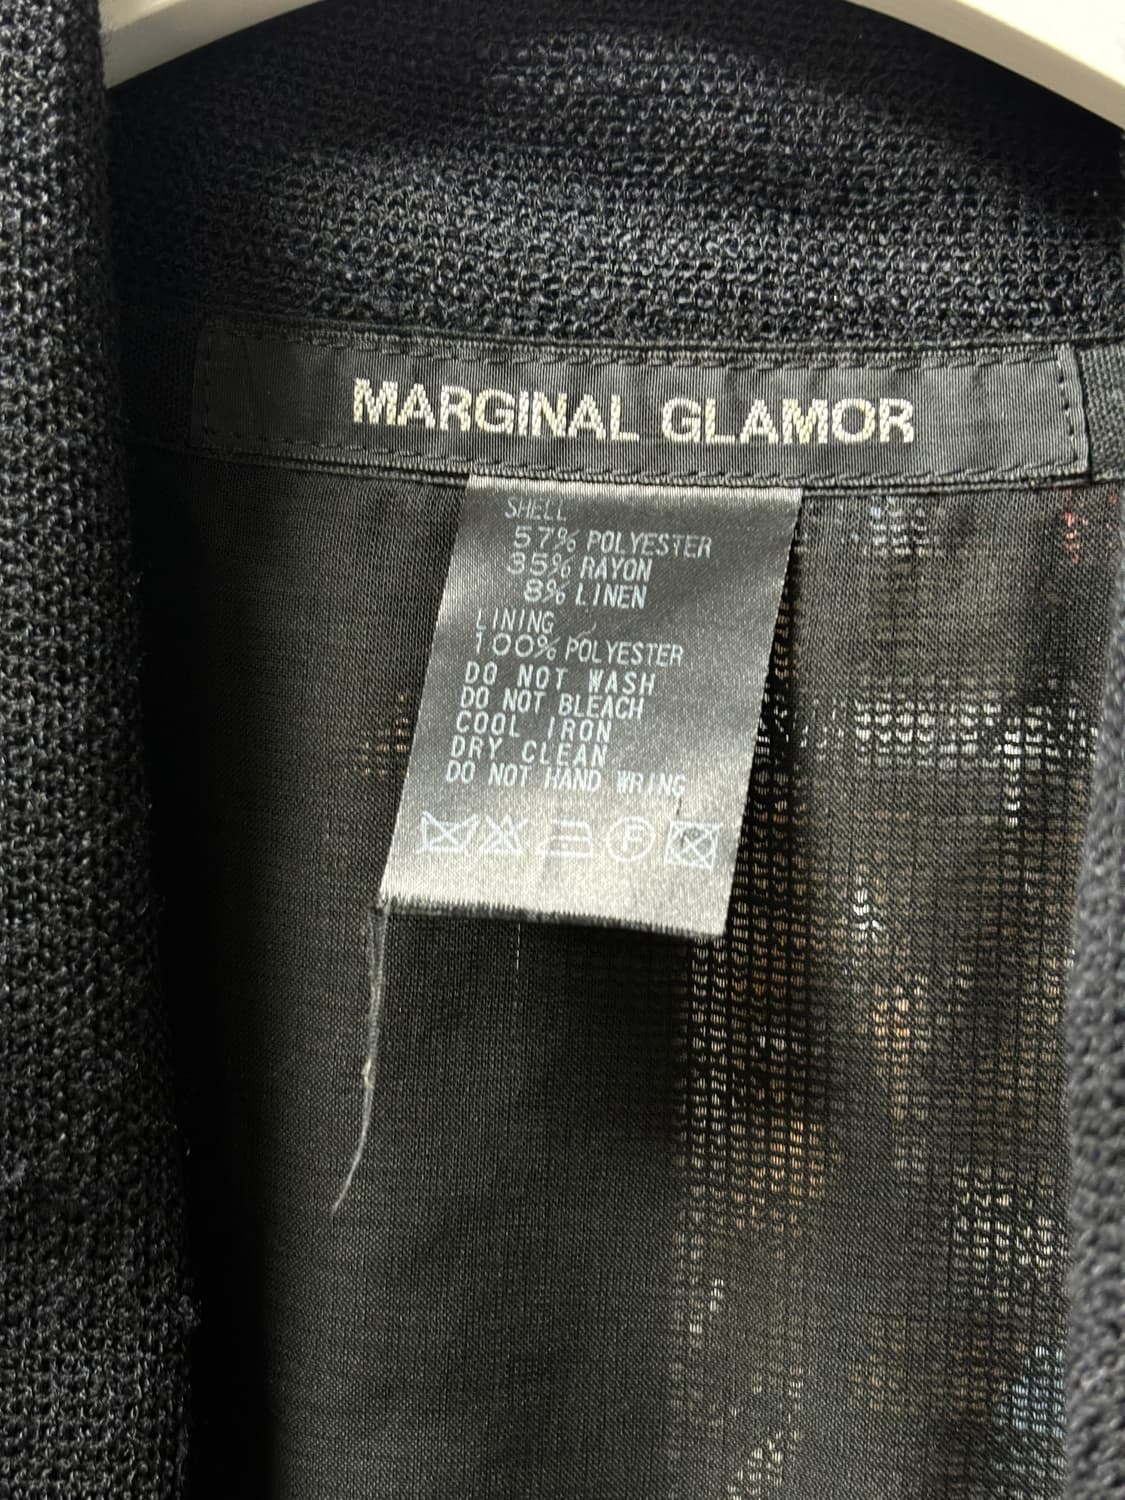 MARGINAL GLAMOR
SHELL
57% POLYESTER
35% RAYON
8% LINEN
LINING
100% POLYESTER
DO NOT WASH
DO NOT BLEACH
COOL IRON
DRY CLEAN
DO NOT HAND WRING
F